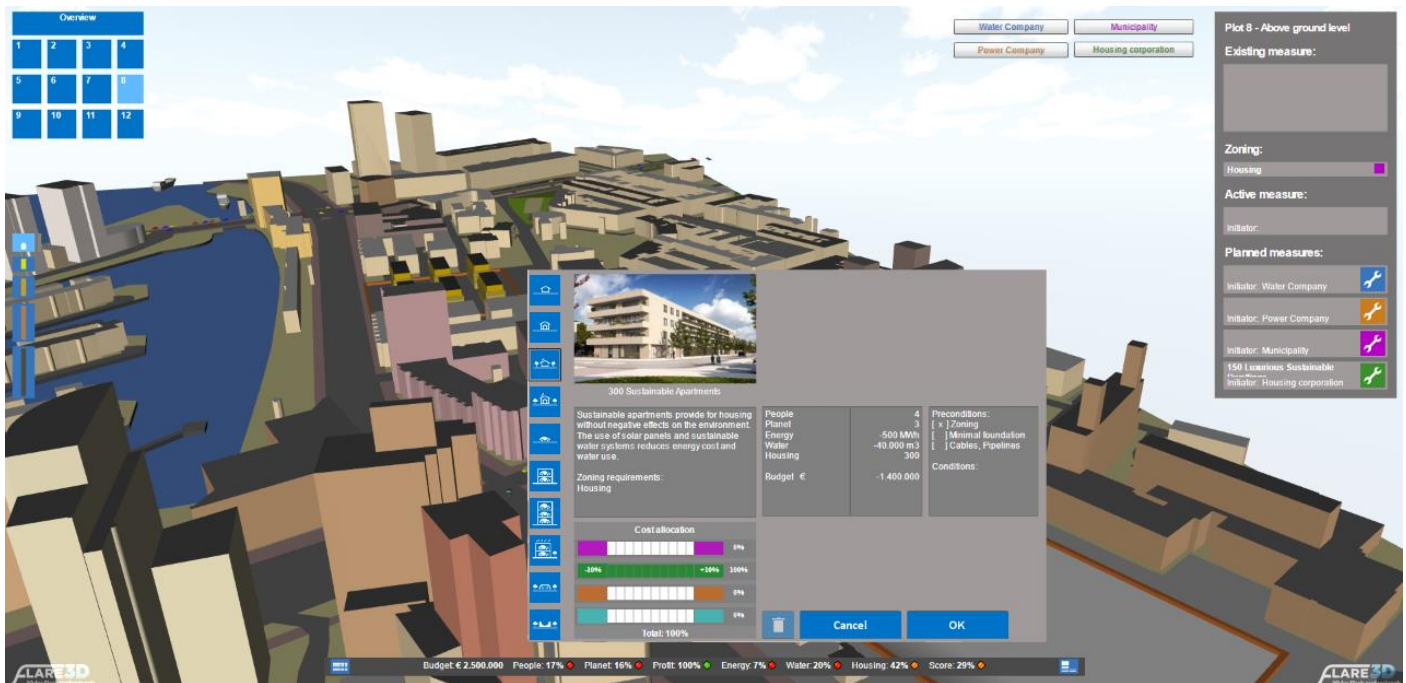 Overview
1 2 3 4
5 6 7 8
9 10 11 12
Water Company
Municipality
Power Company
Housing corporation
Plot 8 - Above ground level
Existing measure:
Zoning:
Housing
Active measure:
Initiator:
Planned measures:
Initiator: Water Company
Initiator: Power Company
Initiator: Municipality
150 Luxurious Sustainable
Initiator: Housing corporation
300 Sustainable Apartments
Sustainable apartments provide for housing
without negative effects on the environment.
The use of solar panels and sustainable
water systems reduces energy cost and
water use.
Zoning requirements:
Housing
People 4
Planet 3
Energy -500 MWh
Water -40.000 m3
Housing 300
Budget € -1.400.000
Preconditions:
[ x ] Zoning
[ ] Minimal foundation
[ ] Cables, Pipelines
Conditions:
Cost allocation
0%
-10% +10% 100%
0%
0%
Total: 100%
Cancel
OK
Budget: € 2.500.000 People: 17% Planet: 16% Profit: 100% Energy: 7% Water: 20% Housing: 42% Score: 29%
FLARE3D
FLARE3D